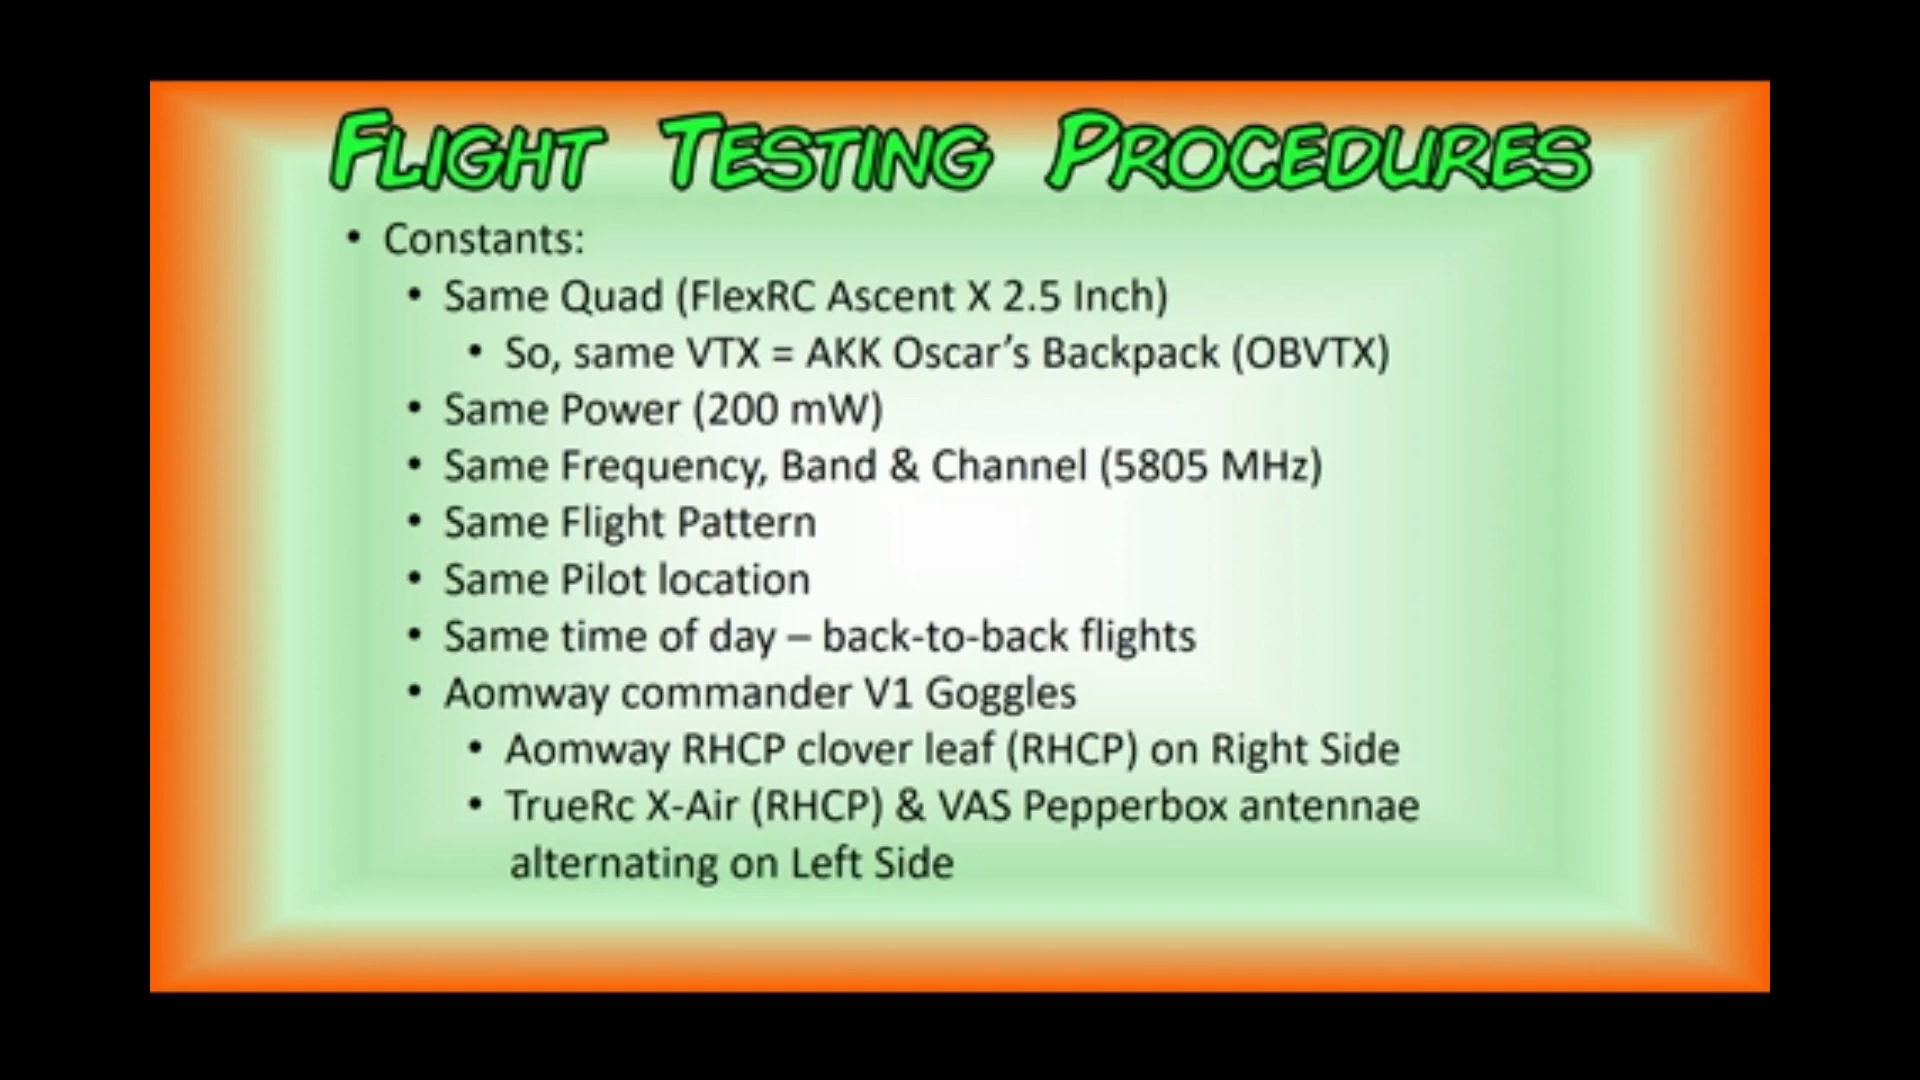 FLIGHT TESTING PROCEDURES
• Constants:
• Same Quad (FlexRC Ascent X 2.5 Inch)
• So, same VTX = AKK Oscar’s Backpack (OBVTX)
• Same Power (200 mW)
• Same Frequency, Band & Channel (5805 MHz)
• Same Flight Pattern
• Same Pilot location
• Same time of day – back-to-back flights
• Aomway commander V1 Goggles
• Aomway RHCP clover leaf (RHCP) on Right Side
• TrueRc X-Air (RHCP) & VAS Pepperbox antennae
alternating on Left Side